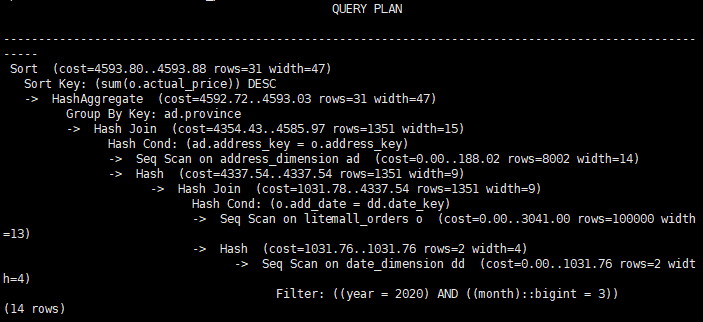 QUERY PLAN
---------------------------------------------------------------------------------------------------
-----
Sort  (cost=4593.80..4593.88 rows=31 width=47)
Sort Key: (sum(o.actual_price)) DESC
->  HashAggregate  (cost=4592.72..4593.03 rows=31 width=47)
Group By Key: ad.province
->  Hash Join  (cost=4354.43..4585.97 rows=1351 width=15)
Hash Cond: (ad.address_key = o.address_key)
->  Seq Scan on address_dimension ad  (cost=0.00..188.02 rows=8002 width=14)
->  Hash  (cost=4337.54..4337.54 rows=1351 width=9)
->  Hash Join  (cost=1031.78..4337.54 rows=1351 width=9)
Hash Cond: (o.add_date = dd.date_key)
->  Seq Scan on litemall_orders o  (cost=0.00..3041.00 rows=100000 width
=13)
->  Hash  (cost=1031.76..1031.76 rows=2 width=4)
->  Seq Scan on date_dimension dd  (cost=0.00..1031.76 rows=2 widt
h=4)
Filter: ((year = 2020) AND ((month)::bigint = 3))
(14 rows)